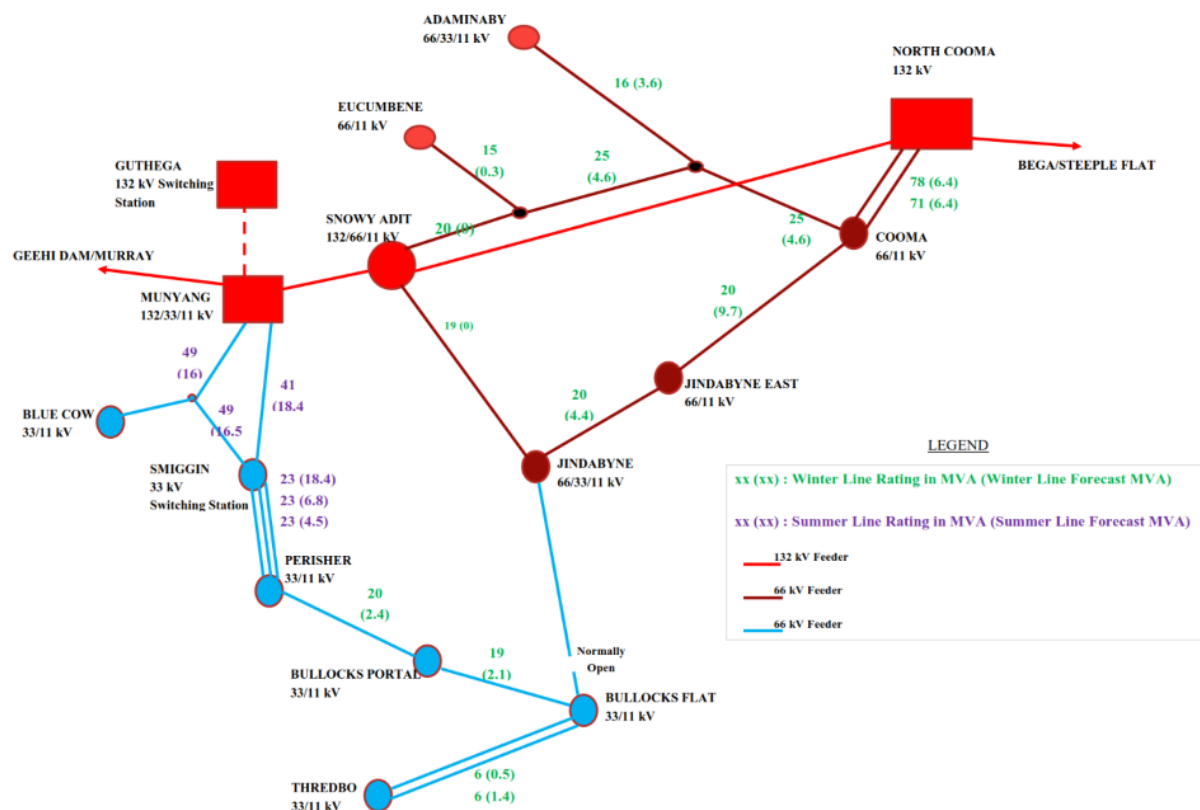 ADAMINABY
66/33/11 kV
NORTH COOMA
132 kV
16 (3.6)
EUCUMBENE
66/11 kV
15
(0.3)
25
(4.6)
GUTHEGA
132 kV Switching
Station
BEGA/STEEPLE FLAT
78 (6.4)
71 (6.4)
SNOWY ADIT
132/66/11 kV
20 (0)
25
(4.6)
COOMA
66/11 kV
GEEHI DAM/MURRAY
MUNYANG
132/33/11 kV
20
(9.7)
19 (0)
49
(16)
41
(18.4
JINDABYNE EAST
66/11 kV
20
(4.4)
BLUE COW
33/11 kV
49
(16.5
SMIGGIN
33 kV
Switching Station
23 (18.4)
23 (6.8)
23 (4.5)
JINDABYNE
66/33/11 kV
LEGEND
xx (xx) : Winter Line Rating in MVA (Winter Line Forecast MVA)
xx (xx) : Summer Line Rating in MVA (Summer Line Forecast MVA)
132 kV Feeder
66 kV Feeder
66 kV Feeder
PERISHER
33/11 kV
20
(2.4)
BULLOCKS PORTAL
33/11 kV
19
(2.1)
Normally
Open
BULLOCKS FLAT
33/11 kV
THREDBO
33/11 kV
6 (0.5)
6 (1.4)